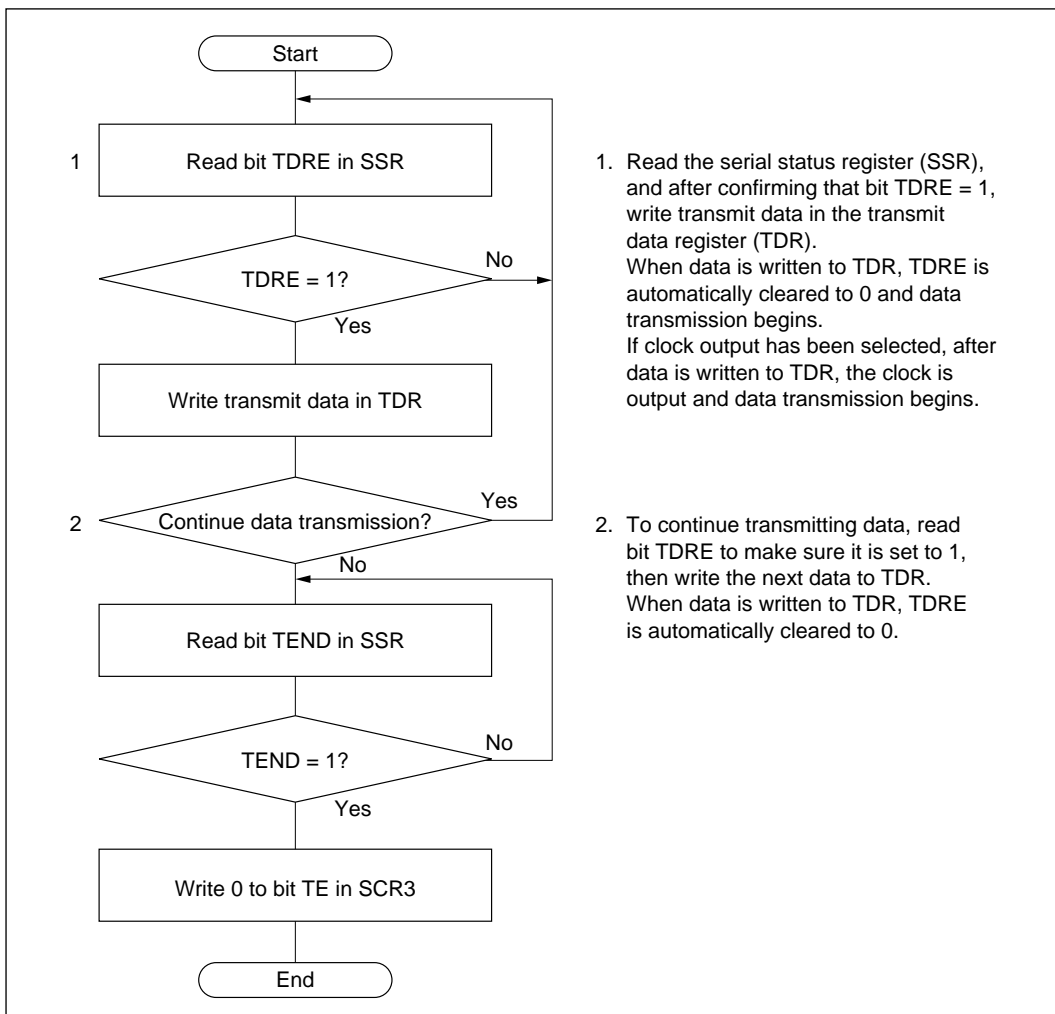 Start
1
Read bit TDRE in SSR
TDRE = 1?
No
Yes
Write transmit data in TDR
2
Continue data transmission?
Yes
No
Read bit TEND in SSR
TEND = 1?
No
Yes
Write 0 to bit TE in SCR3
End
1. Read the serial status register (SSR),
and after confirming that bit TDRE = 1,
write transmit data in the transmit
data register (TDR).
When data is written to TDR, TDRE is
automatically cleared to 0 and data
transmission begins.
If clock output has been selected, after
data is written to TDR, the clock is
output and data transmission begins.
2. To continue transmitting data, read
bit TDRE to make sure it is set to 1,
then write the next data to TDR.
When data is written to TDR, TDRE
is automatically cleared to 0.